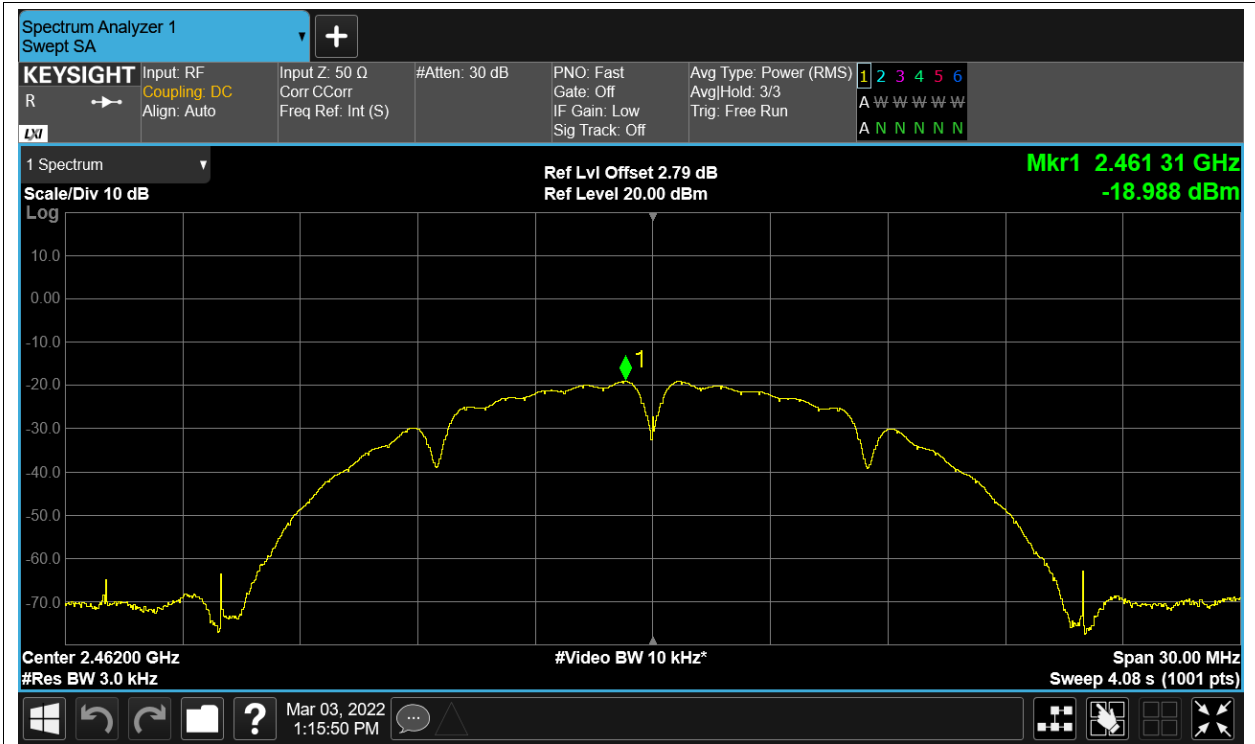 Spectrum Analyzer 1
Swept SA
KEYSIGHT
R
LXI
Input: RF
Coupling: DC
Align: Auto
Input Z: 50 Ω
Corr CCorr
Freq Ref: Int (S)
#Atten: 30 dB
PNO: Fast
Gate: Off
IF Gain: Low
Sig Track: Off
Avg Type: Power (RMS)
Avg|Hold: 3/3
Trig: Free Run
1 2 3 4 5 6
A W W W W W
A N N N N N
1 Spectrum
Scale/Div 10 dB
Log
Ref Lvl Offset 2.79 dB
Ref Level 20.00 dBm
Mkr1 2.461 31 GHz
-18.988 dBm
10.0
0.00
-10.0
1
-20.0
-30.0
-40.0
-50.0
-60.0
-70.0
Center 2.46200 GHz
#Res BW 3.0 kHz
#Video BW 10 kHz*
Span 30.00 MHz
Sweep 4.08 s (1001 pts)
?
Mar 03, 2022
1:15:50 PM